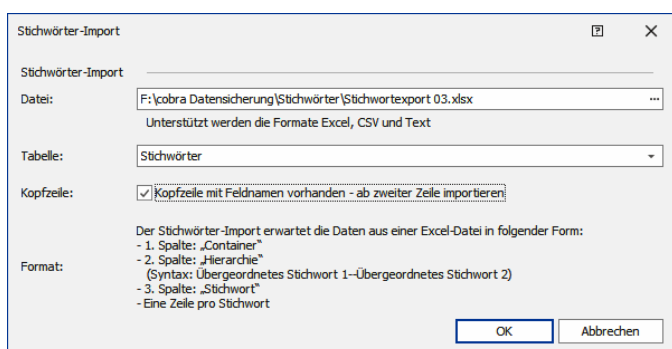 Stichwörter-Import
Stichwörter-Import
Datei: F:\cobra Datensicherung\Stichwörter\Stichwortexport 03.xlsx ...
Unterstützt werden die Formate Excel, CSV und Text
Tabelle: Stichwörter
Kopfzeile: Kopfzeile mit Feldnamen vorhanden - ab zweiter Zeile importieren
Der Stichwörter-Import erwartet die Daten aus einer Excel-Datei in folgender Form:
- 1. Spalte: „Container“
- 2. Spalte: „Hierarchie“
Format: (Syntax: Übergeordnetes Stichwort 1--Übergeordnetes Stichwort 2)
- 3. Spalte: „Stichwort“
- Eine Zeile pro Stichwort
OK Abbrechen